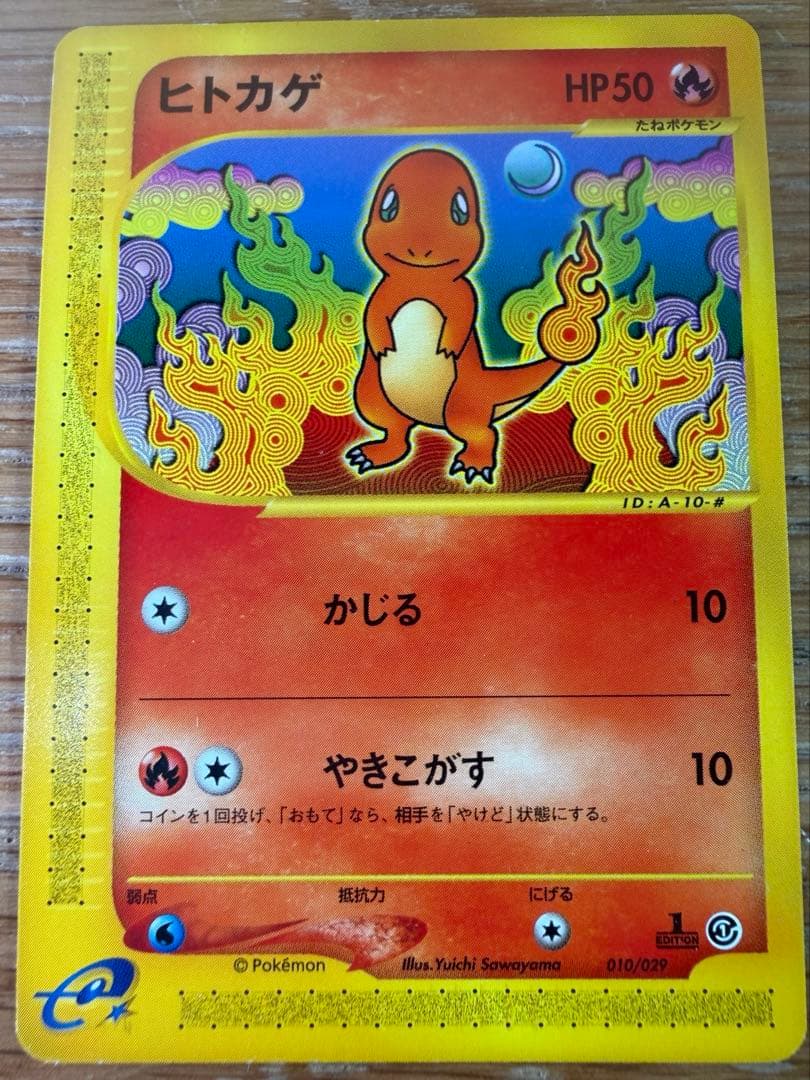 ヒトカゲ HP50
たねポケモン
ID:A-10-#
かじる 10
やきこがす 10
コインを1回投げ、「おもて」なら、相手を「やけど」状態にする。
弱点 抵抗力 にげる
1 EDITION
© Pokémon Illus.Yuichi Sawayama 010/029
e